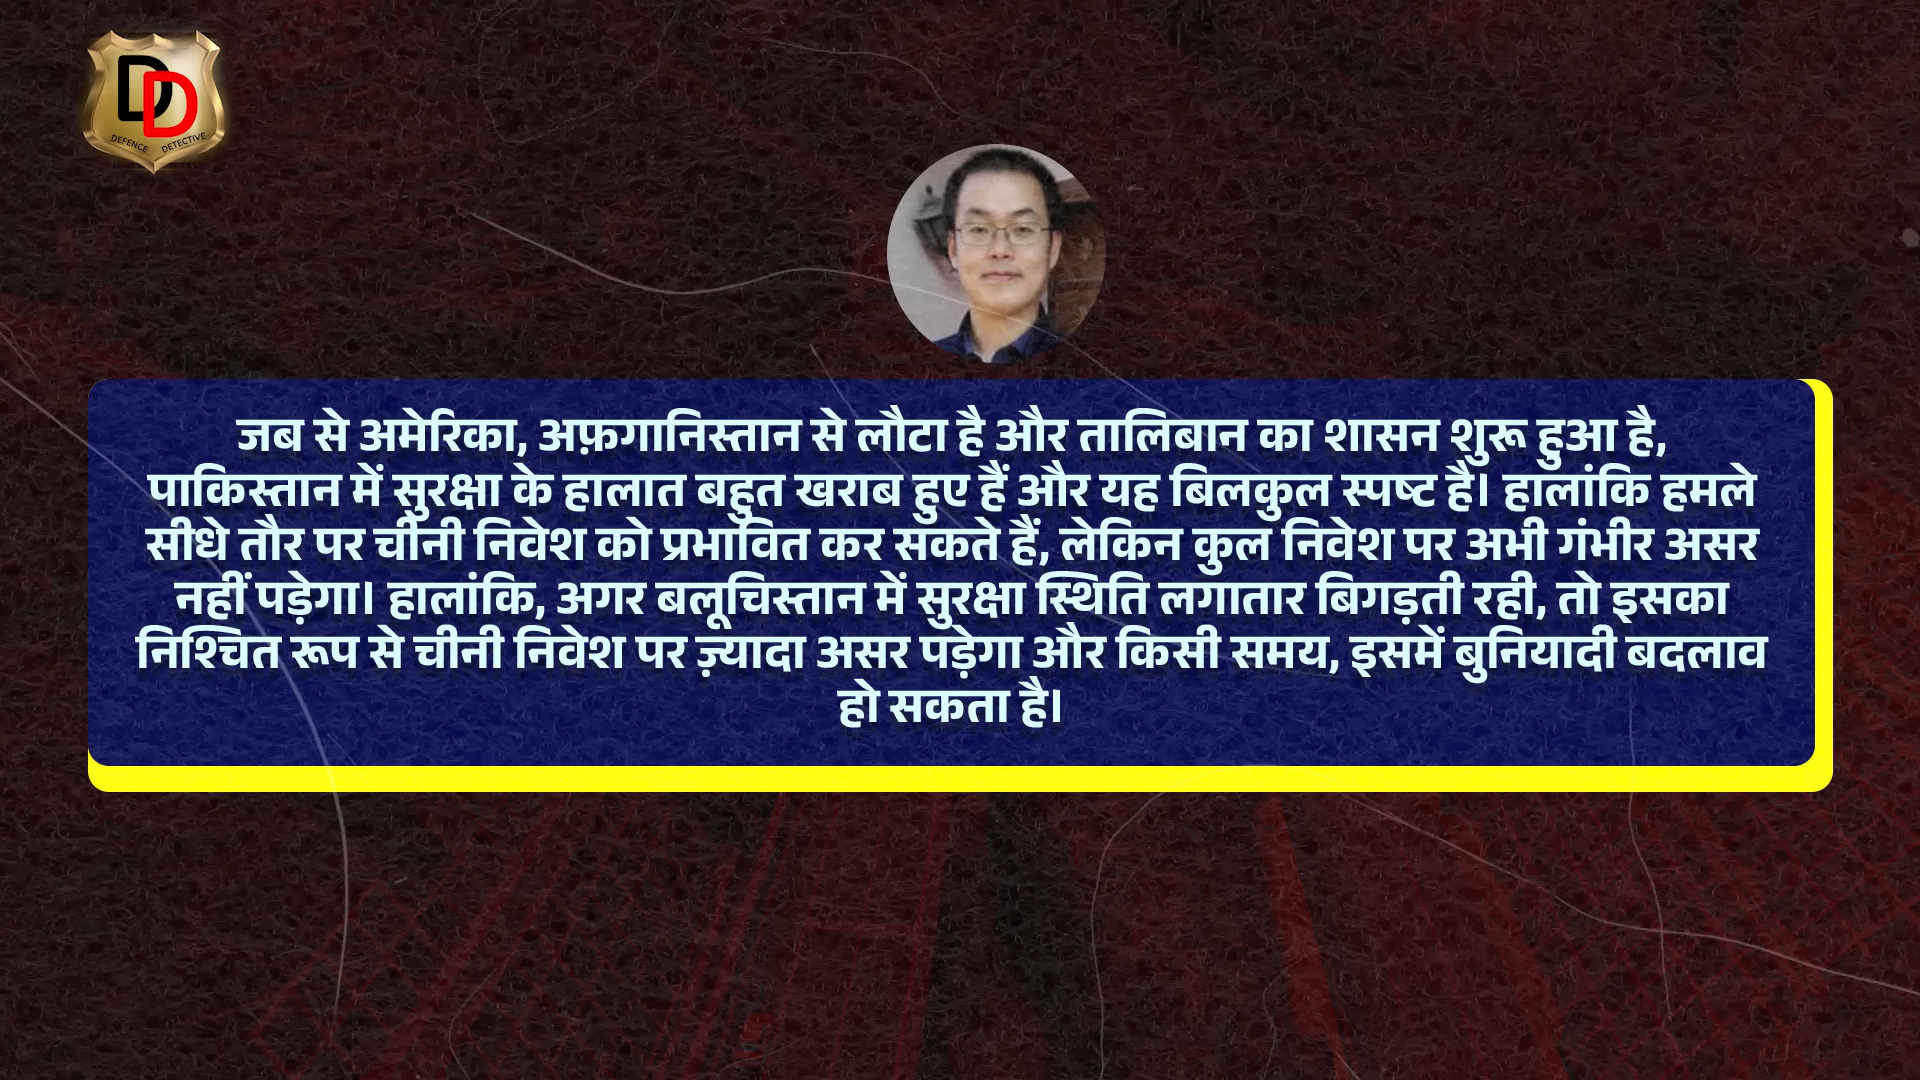 DD
DEFENCE DETECTIVE
जब से अमेरिका, अफ़गानिस्तान से लौटा है और तालिबान का शासन शुरू हुआ है,
पाकिस्तान में सुरक्षा के हालात बहुत खराब हुए हैं और यह बिलकुल स्पष्ट है। हालांकि हमले
सीधे तौर पर चीनी निवेश को प्रभावित कर सकते हैं, लेकिन कुल निवेश पर अभी गंभीर असर
नहीं पड़ेगा। हालांकि, अगर बलूचिस्तान में सुरक्षा स्थिति लगातार बिगड़ती रही, तो इसका
निश्चित रूप से चीनी निवेश पर ज़्यादा असर पड़ेगा और किसी समय, इसमें बुनियादी बदलाव
हो सकता है।